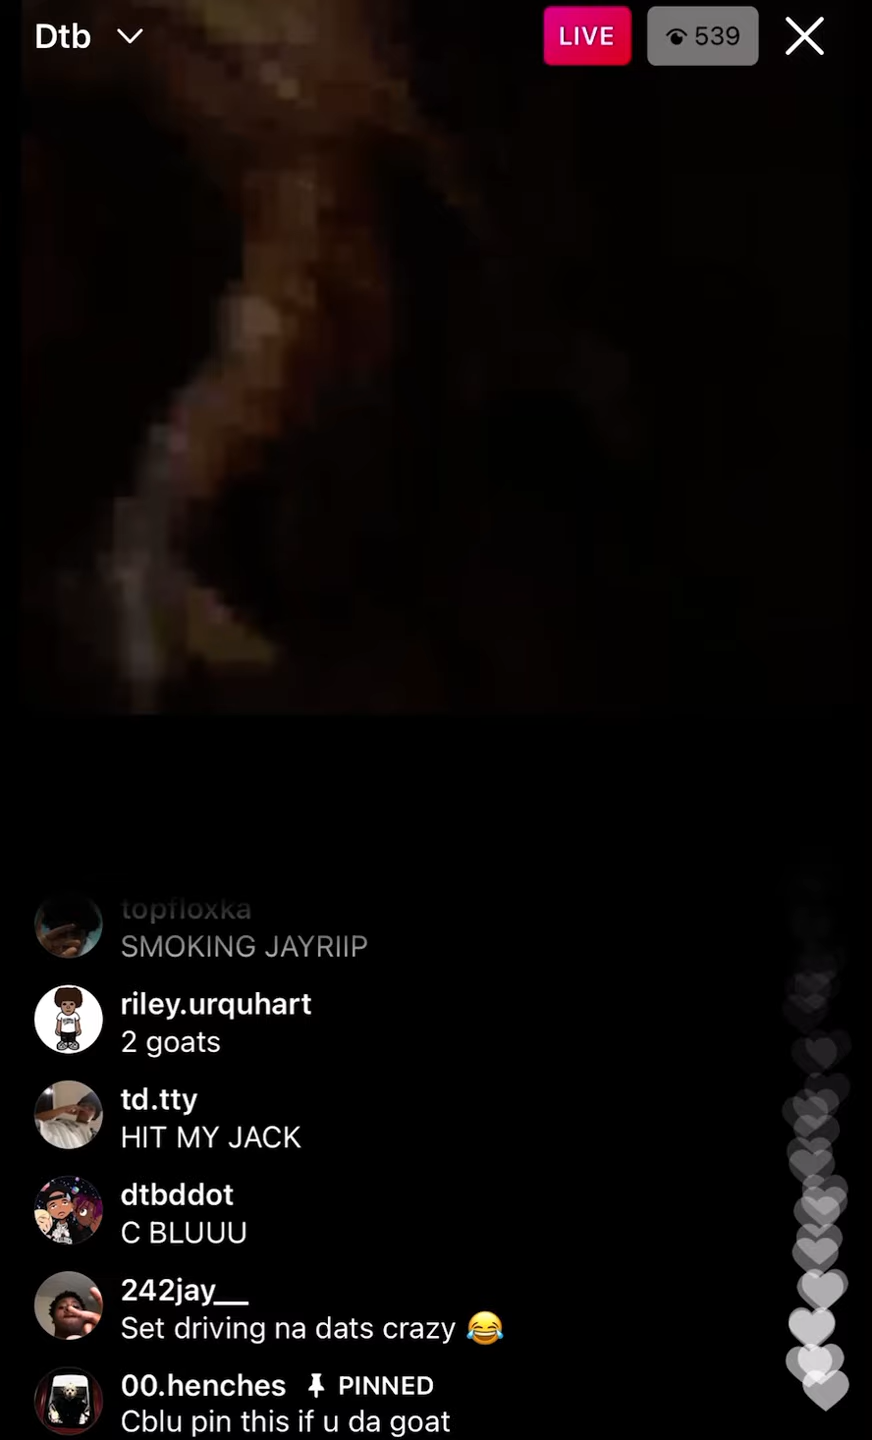 Dtb
LIVE
539
topfloxka
SMOKING JAYRIIP
riley.urquhart
2 goats
td.tty
HIT MY JACK
dtbddot
C BLUUU
242jay__
Set driving na dats crazy 😂
00.henches PINNED
Cblu pin this if u da goat